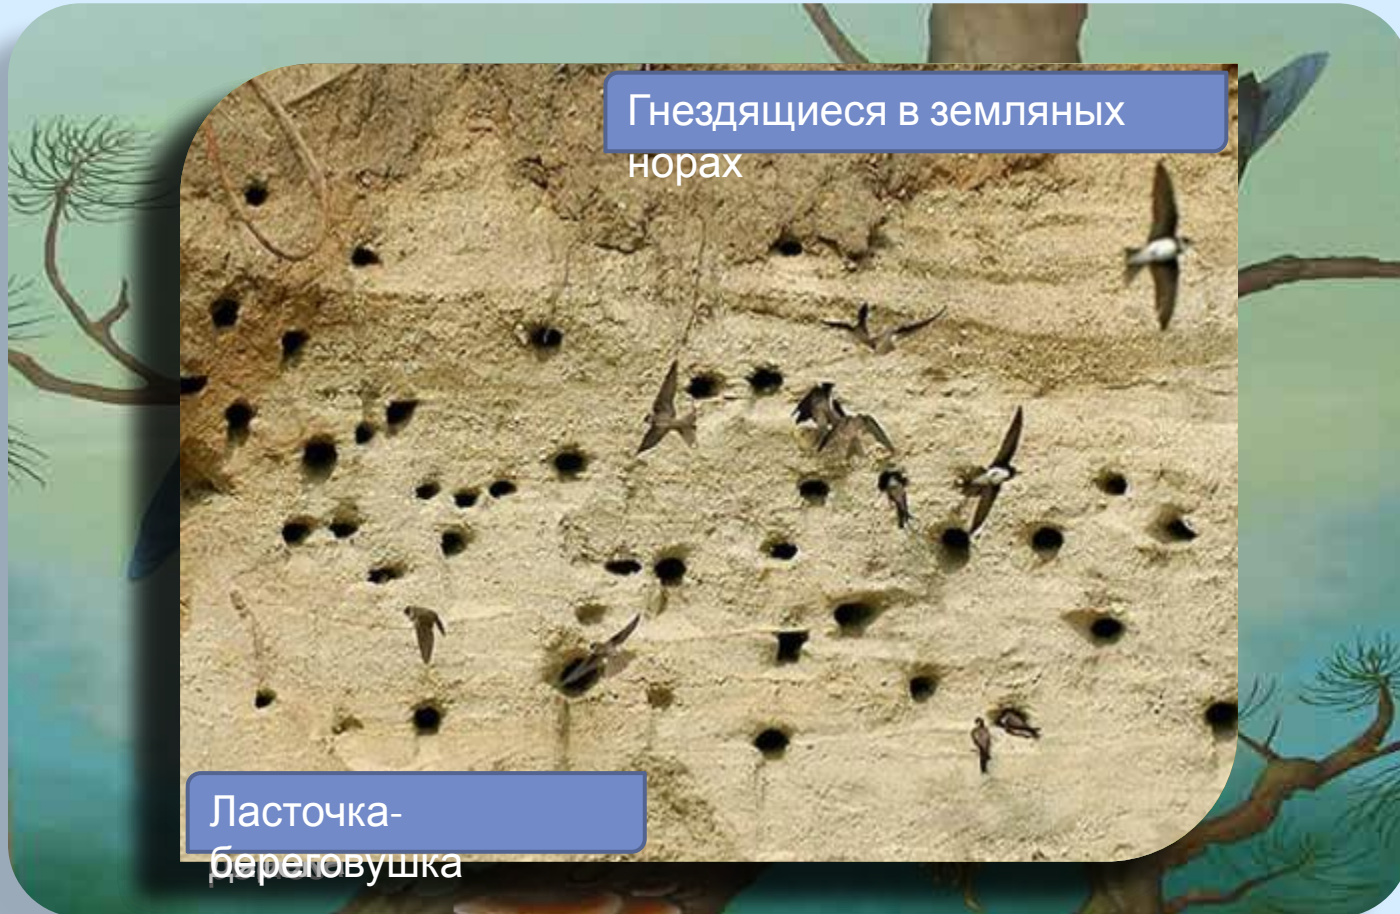 Гнездящиеся в земляных
норах
Ласточка-
береговушка